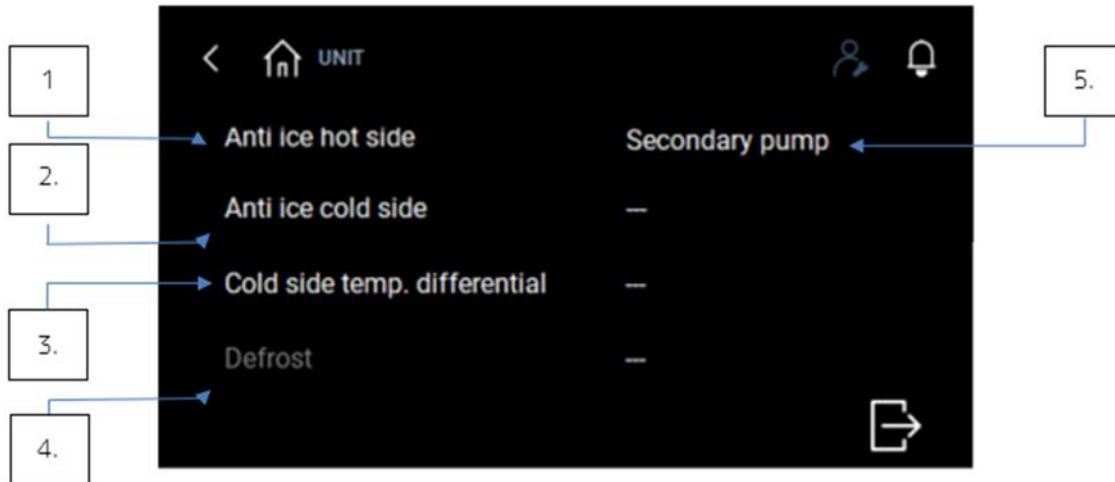 UNIT
1
5.
Anti ice hot side
Secondary pump
2.
Anti ice cold side
---
Cold side temp. differential
---
3.
Defrost
---
4.